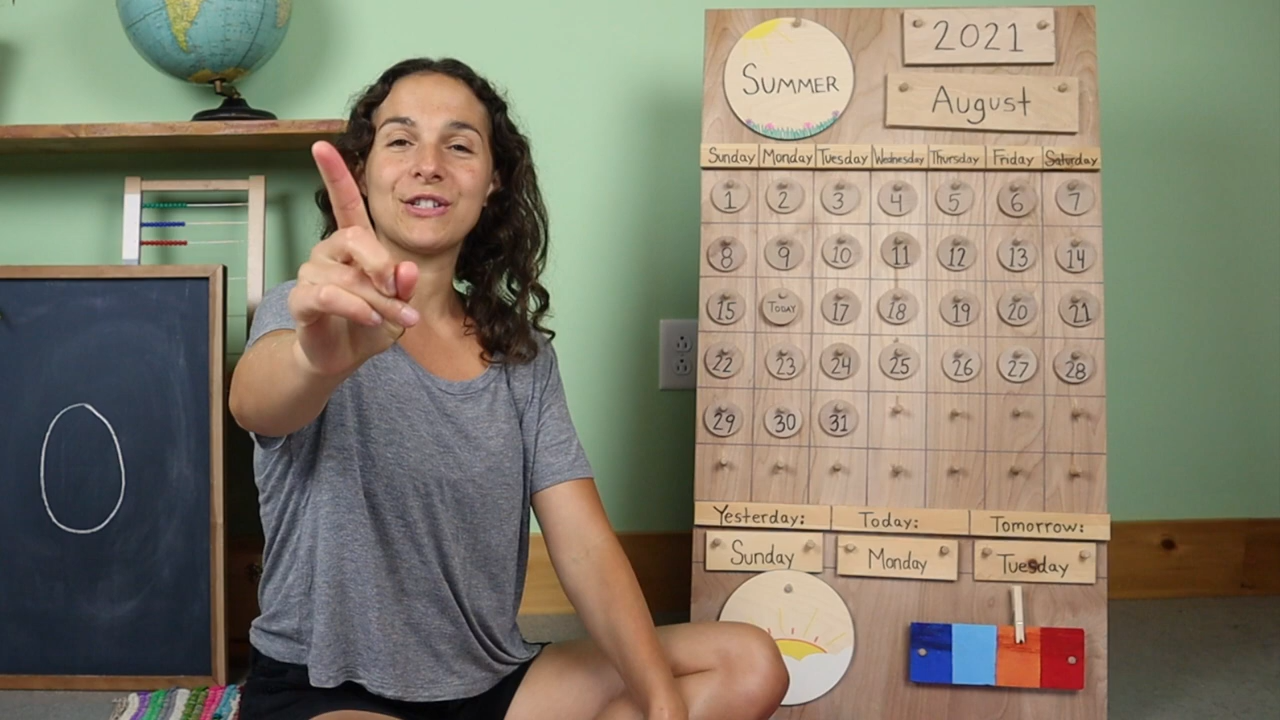 0
SUMMER
2021
August
Sunday Monday Tuesday Wednesday Thursday Friday Saturday
1 2 3 4 5 6 7
8 9 10 11 12 13 14
15 TODAY 17 18 19 20 21
22 23 24 25 26 27 28
29 30 31
Yesterday: Today: Tomorrow:
Sunday Monday Tuesday